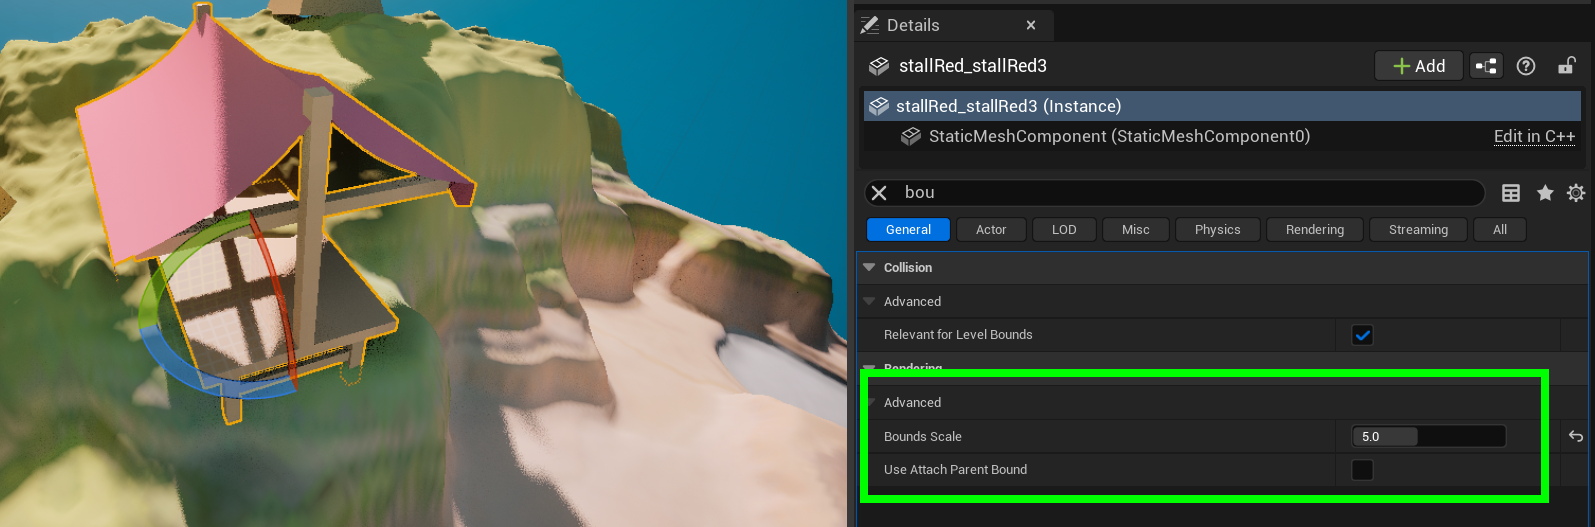 Details
stallRed_stallRed3
Add
stallRed_stallRed3 (Instance)
StaticMeshComponent (StaticMeshComponent0)
Edit in C++
bou
General
Actor
LOD
Misc
Physics
Rendering
Streaming
All
Collision
Advanced
Relevant for Level Bounds
Rendering
Advanced
Bounds Scale
5.0
Use Attach Parent Bound